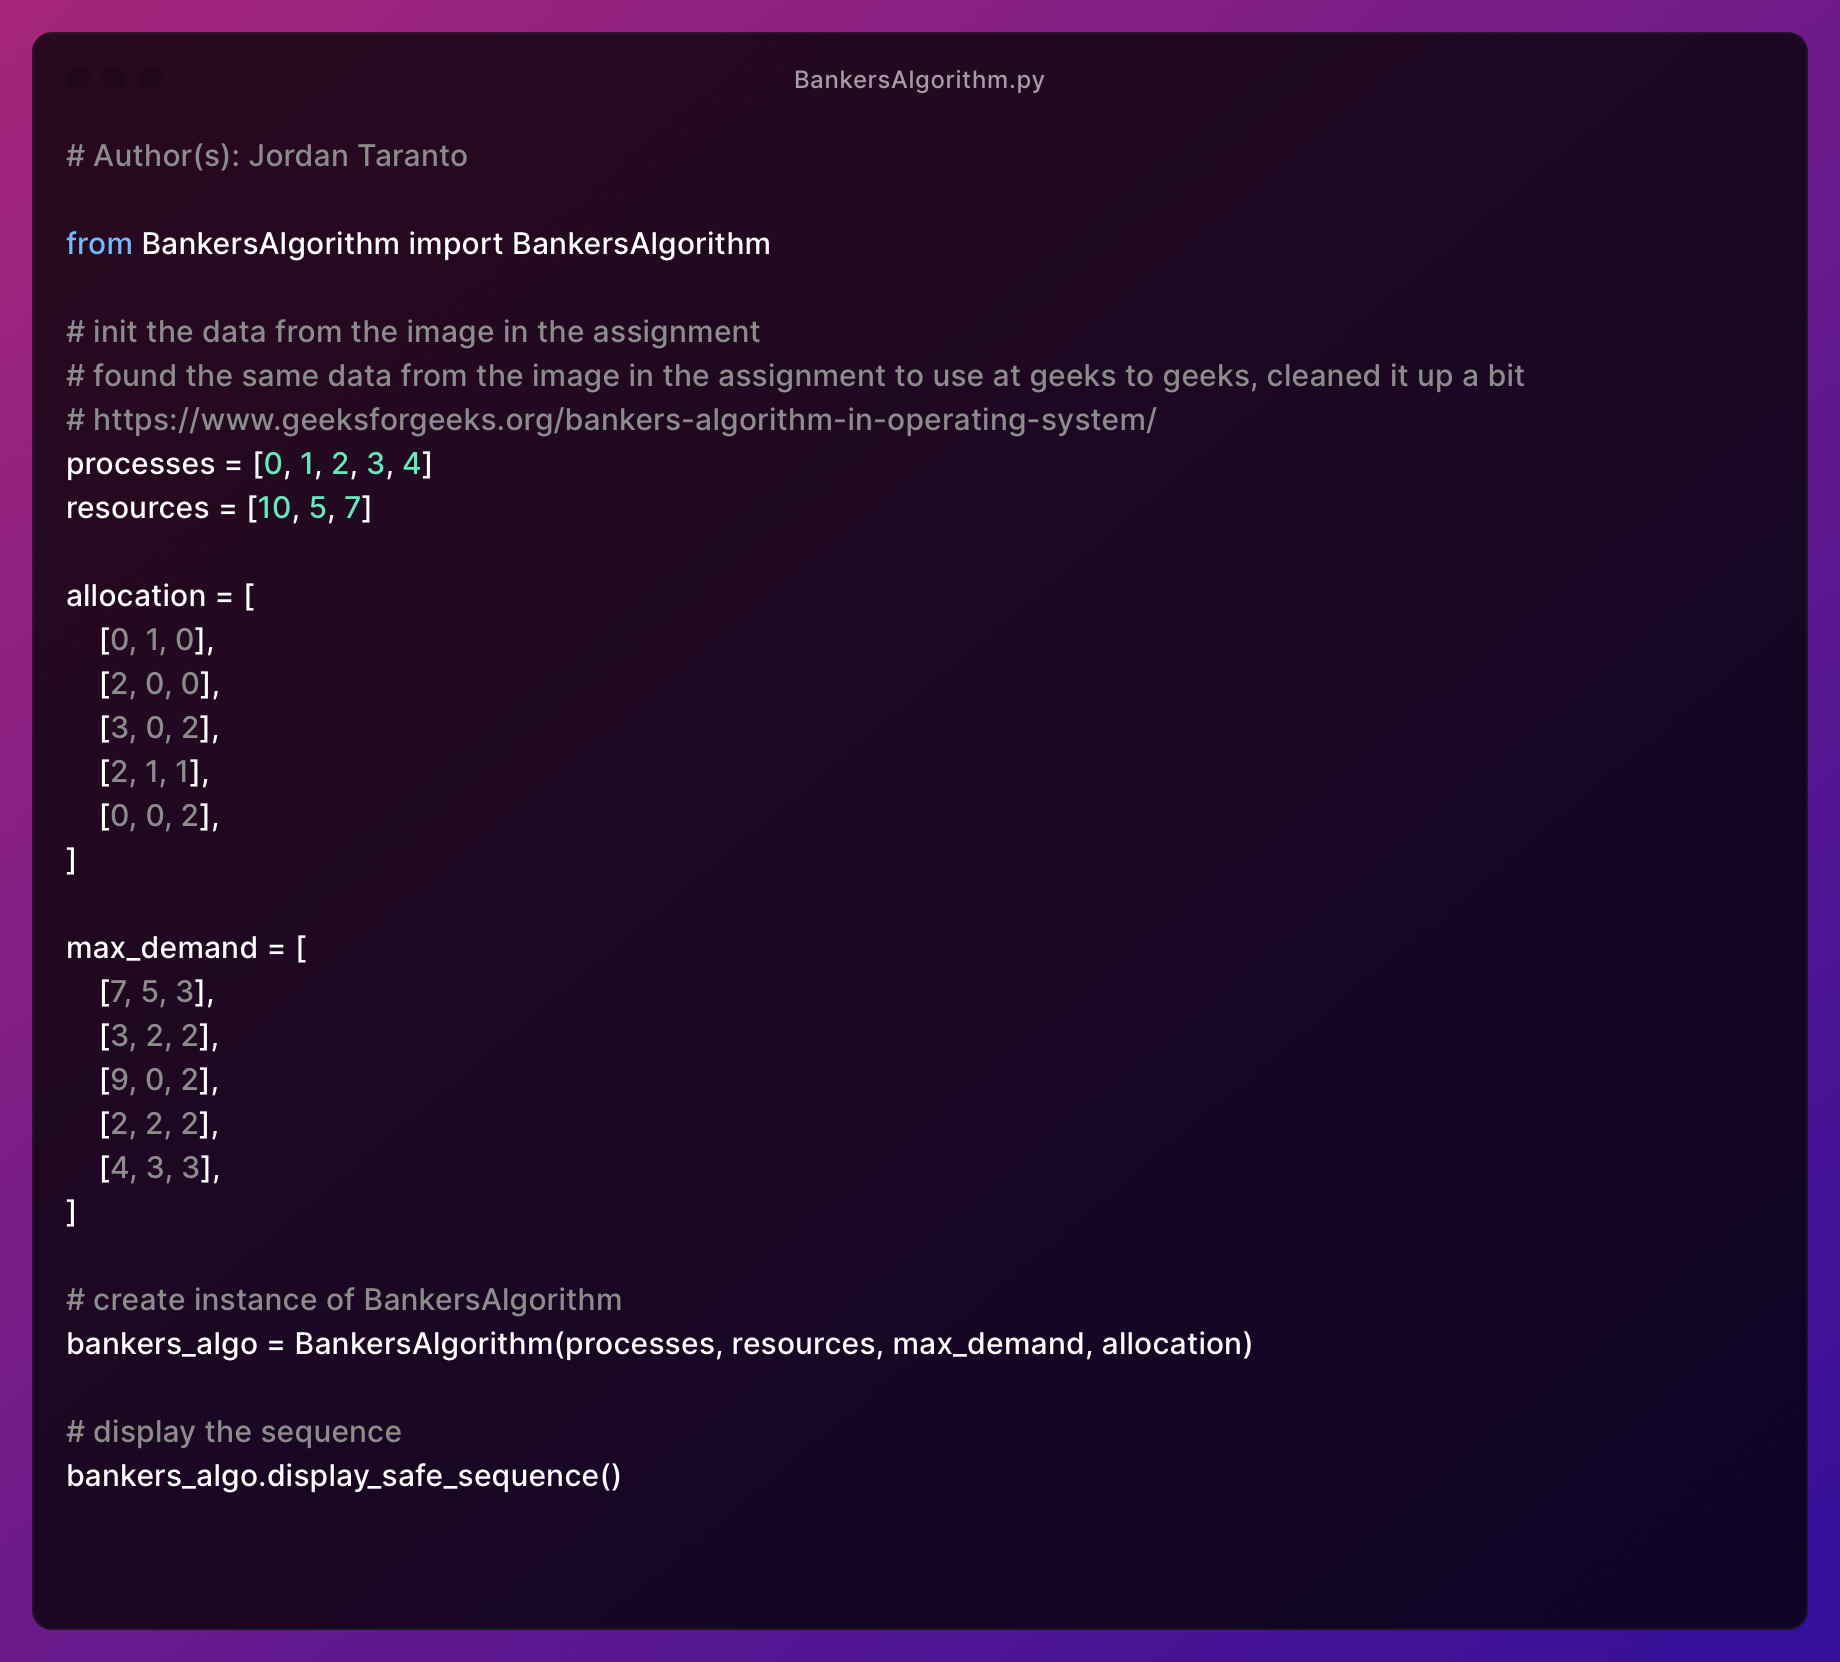 BankersAlgorithm.py
# Author(s): Jordan Taranto
from BankersAlgorithm import BankersAlgorithm
# init the data from the image in the assignment
# found the same data from the image in the assignment to use at geeks to geeks, cleaned it up a bit
# https://www.geeksforgeeks.org/bankers-algorithm-in-operating-system/
processes = [0, 1, 2, 3, 4]
resources = [10, 5, 7]
allocation = [
    [0, 1, 0],
    [2, 0, 0],
    [3, 0, 2],
    [2, 1, 1],
    [0, 0, 2],
]
max_demand = [
    [7, 5, 3],
    [3, 2, 2],
    [9, 0, 2],
    [2, 2, 2],
    [4, 3, 3],
]
# create instance of BankersAlgorithm
bankers_algo = BankersAlgorithm(processes, resources, max_demand, allocation)
# display the sequence
bankers_algo.display_safe_sequence()